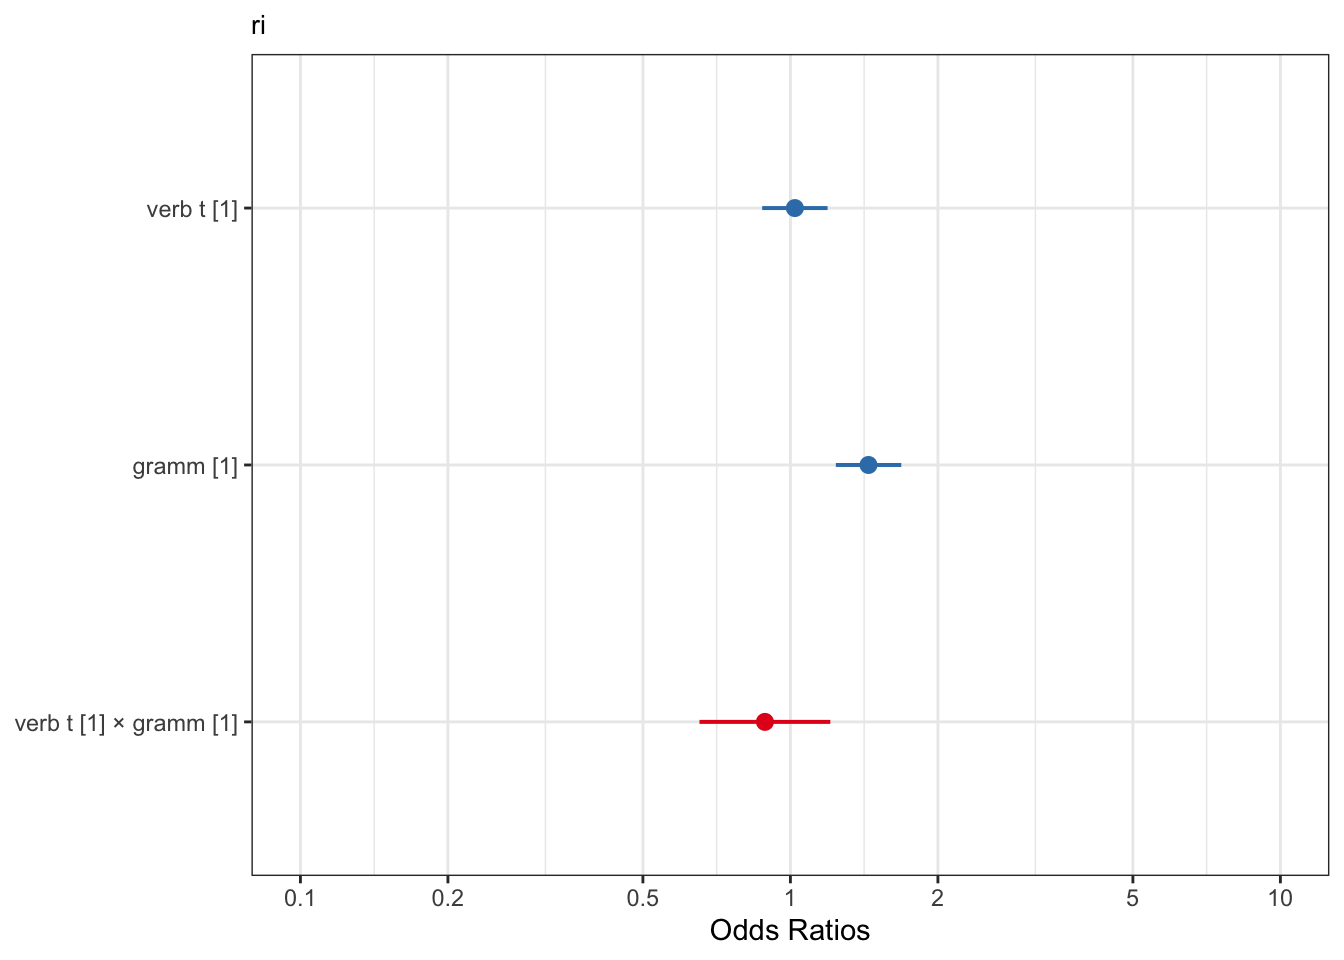 ri
verb t [1]
gramm [1]
verb t [1] × gramm [1]
0.1 0.2 0.5 1 2 5 10
Odds Ratios